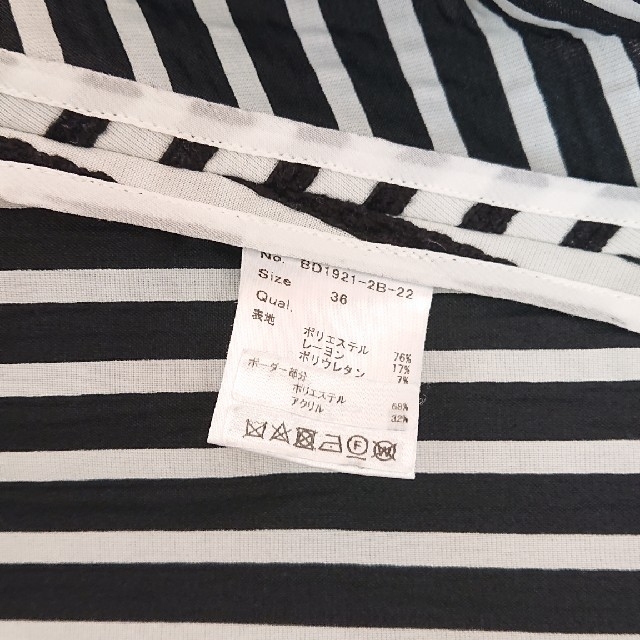 No. BD1921-2B-22
Size 36
Qual.
表地
ポリエステル 76%
レーヨン 17%
ポリウレタン 7%
ボーダー部分
ポリエステル 68%
アクリル 32%